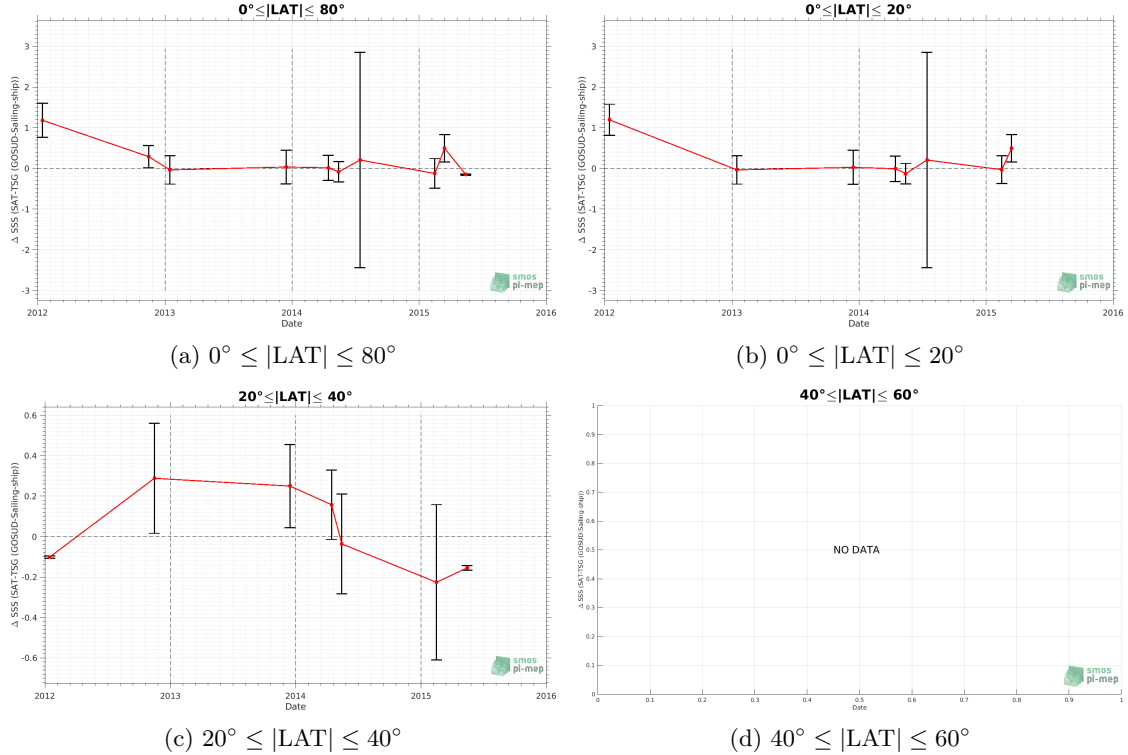 0°≤|LAT|≤ 80°
Δ SSS (SAT-TSG (GOSUD-Sailing-ship))
3
2
1
0
-1
-2
-3
2012
2013
2014
2015
2016
Date
smos
pi-mep
(a) 0° ≤ |LAT| ≤ 80°
0°≤|LAT|≤ 20°
Δ SSS (SAT-TSG (GOSUD-Sailing-ship))
3
2
1
0
-1
-2
-3
2012
2013
2014
2015
2016
Date
smos
pi-mep
(b) 0° ≤ |LAT| ≤ 20°
20°≤|LAT|≤ 40°
Δ SSS (SAT-TSG (GOSUD-Sailing-ship))
0.6
0.4
0.2
0
-0.2
-0.4
-0.6
2012
2013
2014
2015
2016
Date
smos
pi-mep
(c) 20° ≤ |LAT| ≤ 40°
40°≤|LAT|≤ 60°
Δ SSS (SAT-TSG (GOSUD-Sailing-ship))
1
0.9
0.8
0.7
0.6
0.5
0.4
0.3
0.2
0.1
0
NO DATA
0
0.1
0.2
0.3
0.4
0.5
0.6
0.7
0.8
0.9
1
Date
smos
pi-mep
(d) 40° ≤ |LAT| ≤ 60°